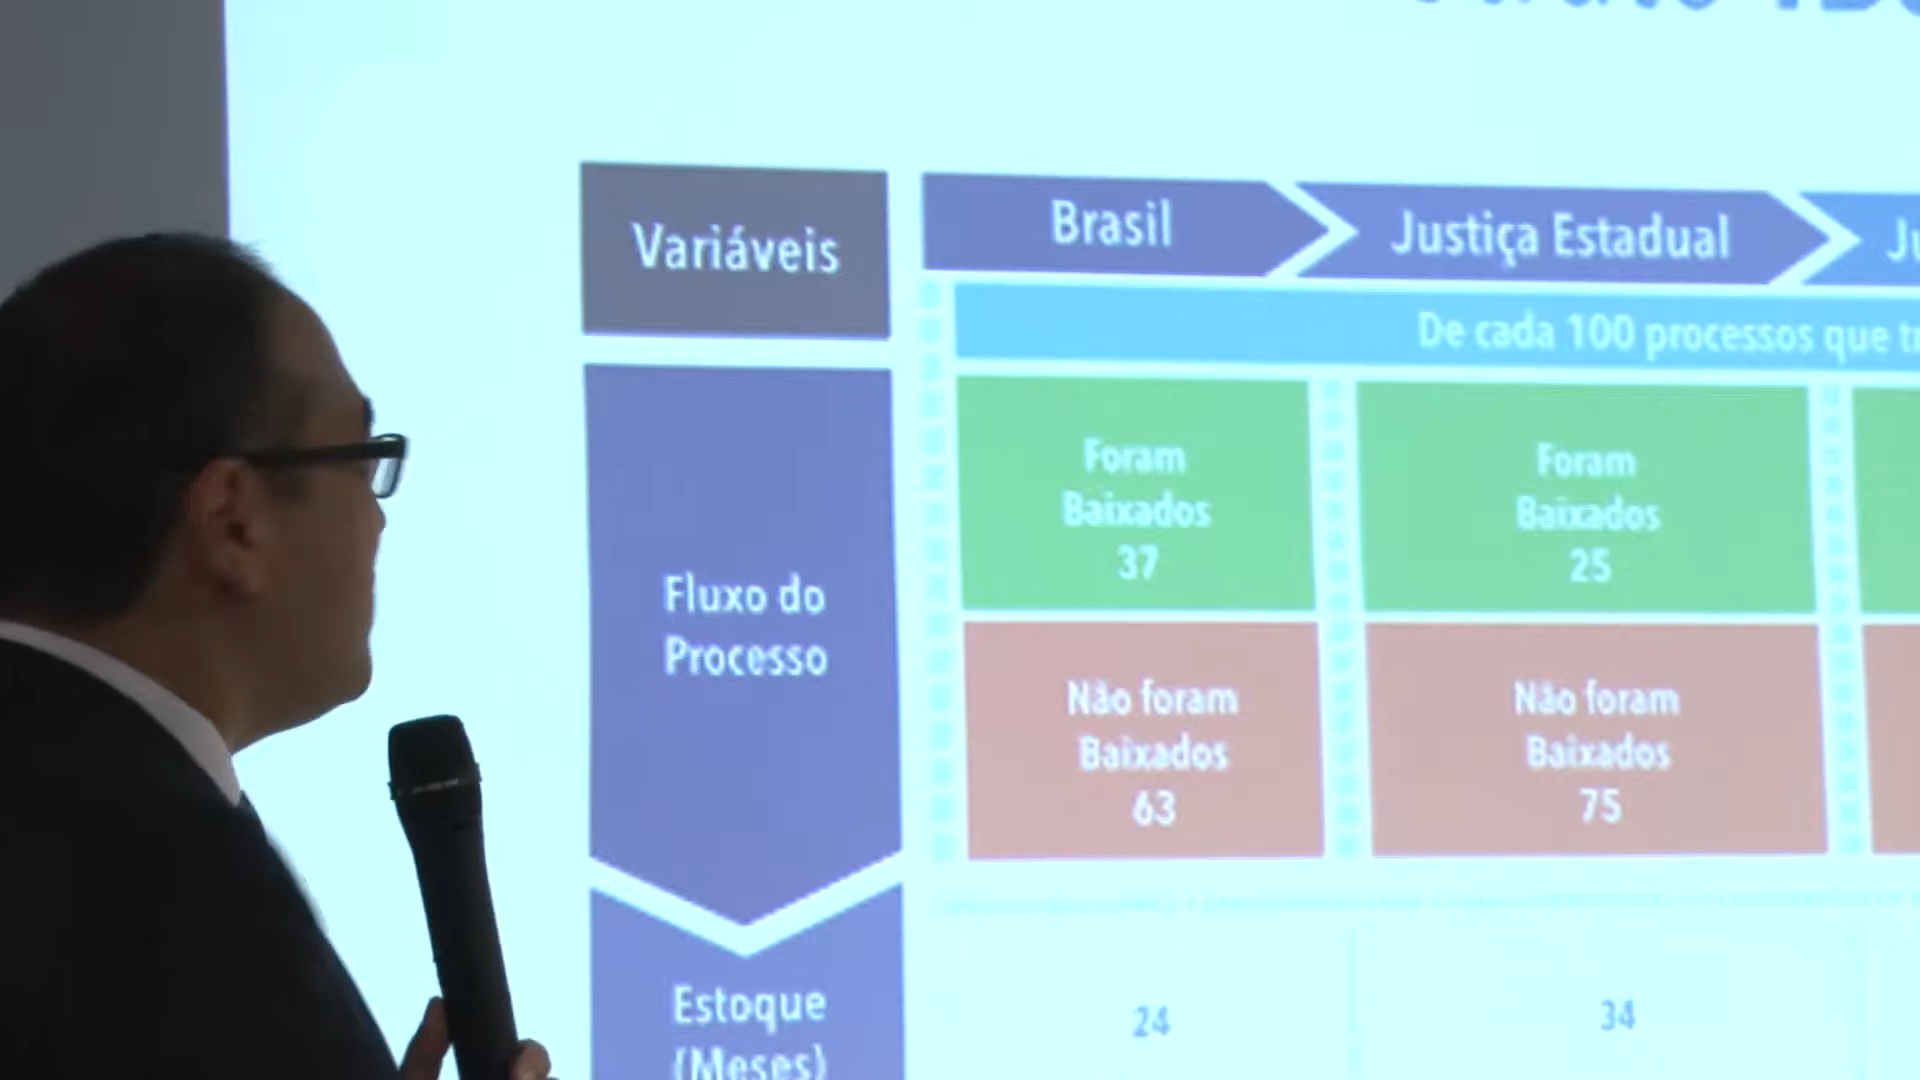 Variáveis
Brasil
Justiça Estadual
De cada 100 processos que
Foram
Baixados
37
Foram
Baixados
25
Fluxo do
Processo
Não foram
Baixados
63
Não foram
Baixados
75
Estoque
(Meses)
24
34